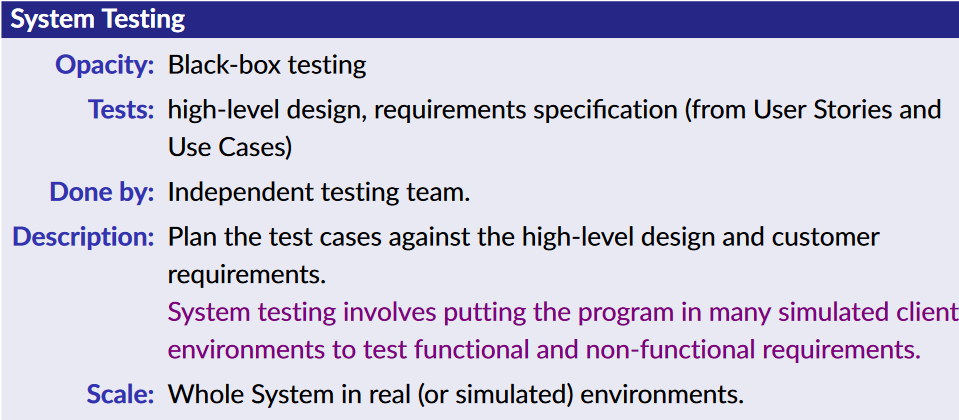 System Testing
Opacity: Black-box testing
Tests: high-level design, requirements specification (from User Stories and
Use Cases)
Done by: Independent testing team.
Description: Plan the test cases against the high-level design and customer
requirements.
System testing involves putting the program in many simulated client
environments to test functional and non-functional requirements.
Scale: Whole System in real (or simulated) environments.